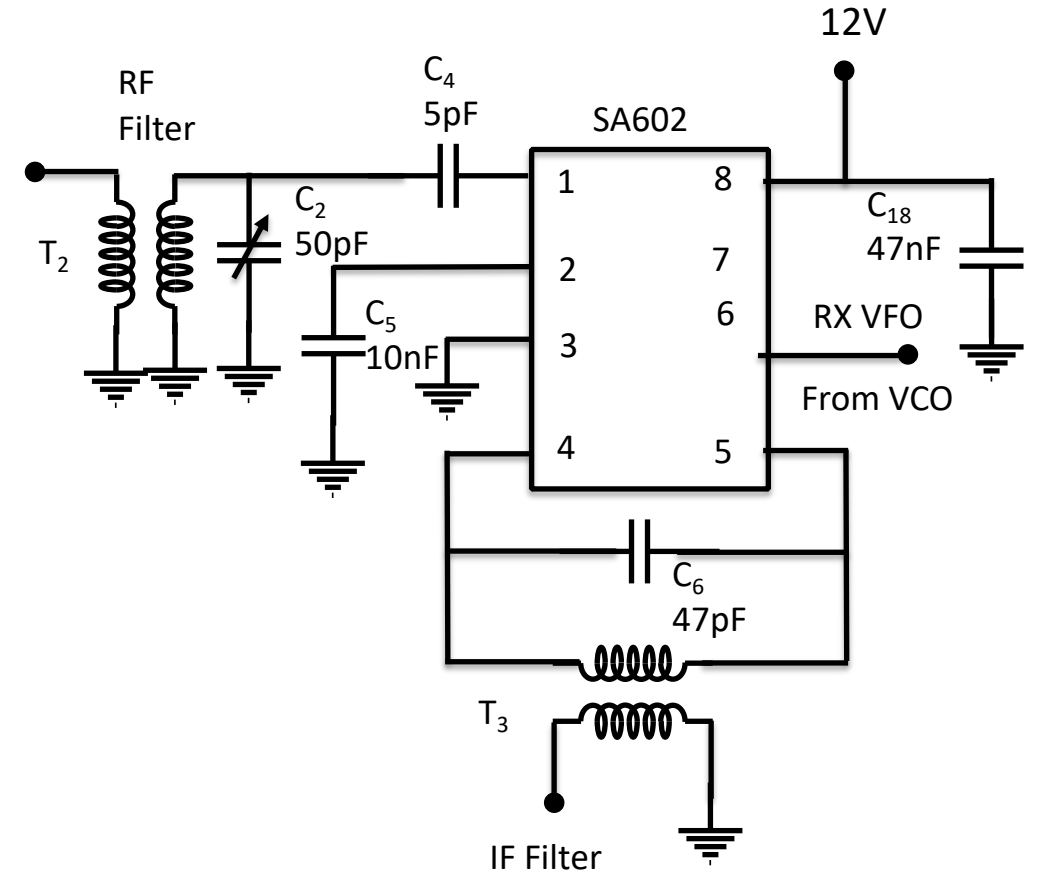 12V
RF
Filter
C₄
5pF
SA602
1
8
C₂
50pF
C₁₈
47nF
T₂
2
7
C₅
10nF
3
6
RX VFO
From VCO
4
5
C₆
47pF
T₃
IF Filter